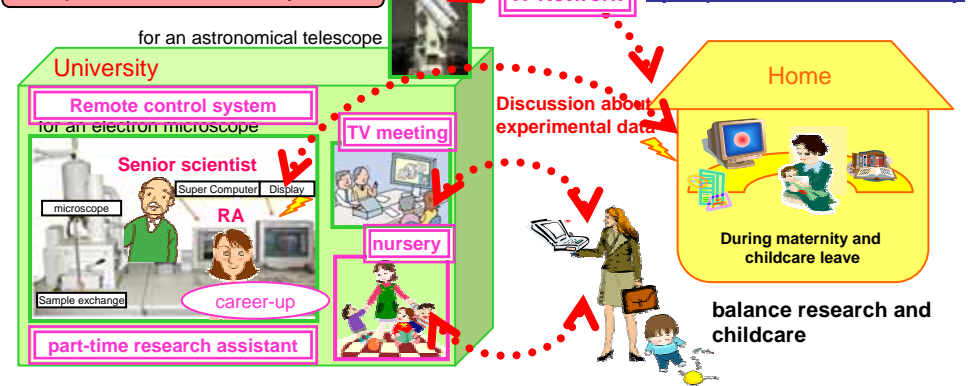 for an astronomical telescope
University
Remote control system
for an electron microscope
Senior scientist
Super Computer
Display
microscope
RA
Sample exchange
career-up
part-time research assistant
TV meeting
nursery
Discussion about
experimental data
Home
During maternity and
childcare leave
balance research and
childcare